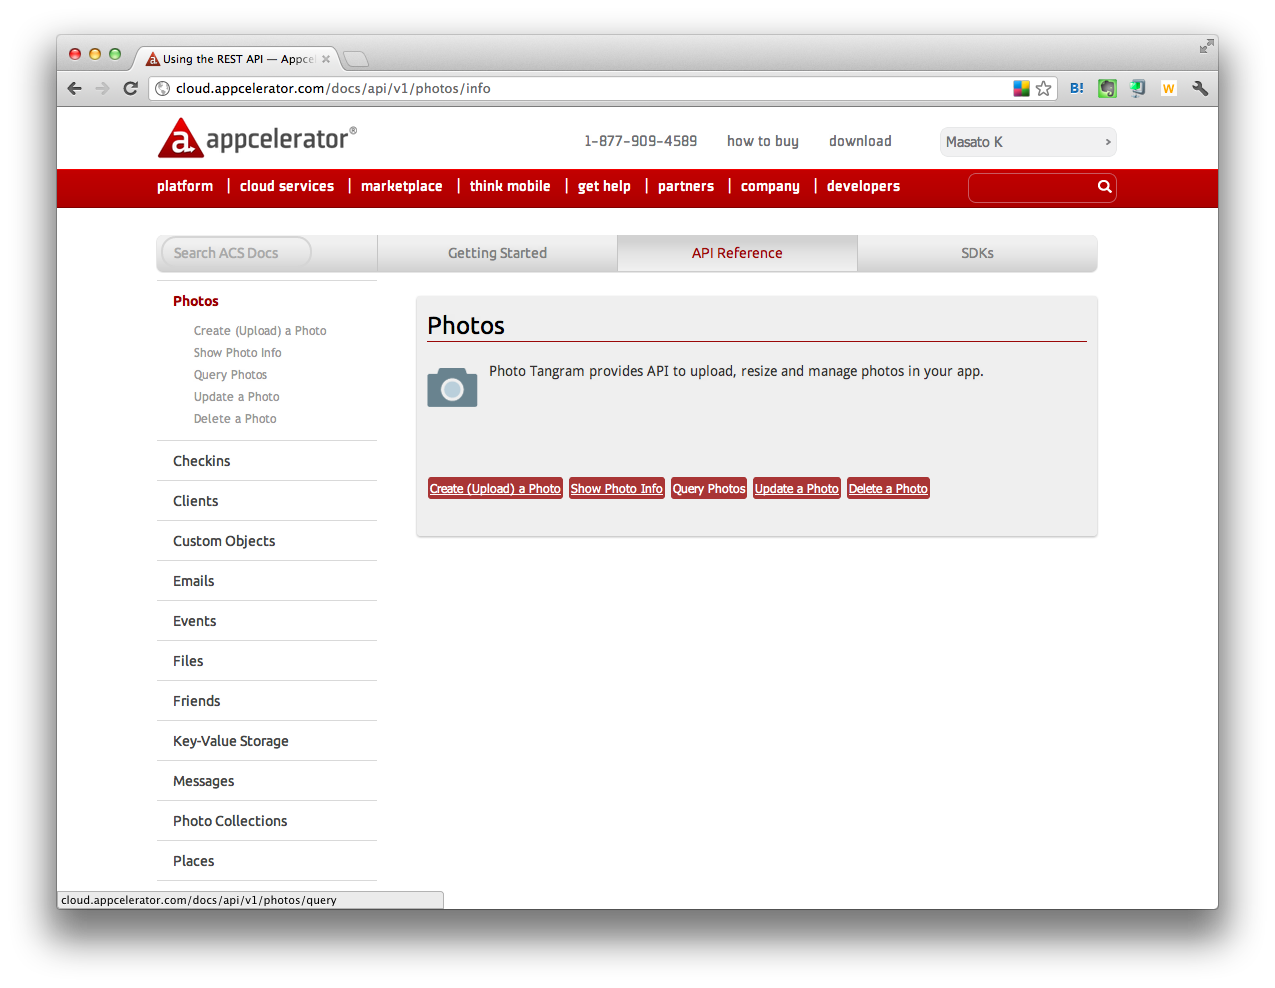 Using the REST API — Appcel
cloud.appcelerator.com/docs/api/v1/photos/info
B!
W
a appcelerator®
1-877-909-4589 how to buy download
Masato K ›
platform | cloud services | marketplace | think mobile | get help | partners | company | developers
Search ACS Docs
Getting Started
API Reference
SDKs
Photos
Create (Upload) a Photo
Show Photo Info
Query Photos
Update a Photo
Delete a Photo
Checkins
Clients
Custom Objects
Emails
Events
Files
Friends
Key-Value Storage
Messages
Photo Collections
Places
Photos
Photo Tangram provides API to upload, resize and manage photos in your app.
Create (Upload) a Photo Show Photo Info Query Photos Update a Photo Delete a Photo
cloud.appcelerator.com/docs/api/v1/photos/query